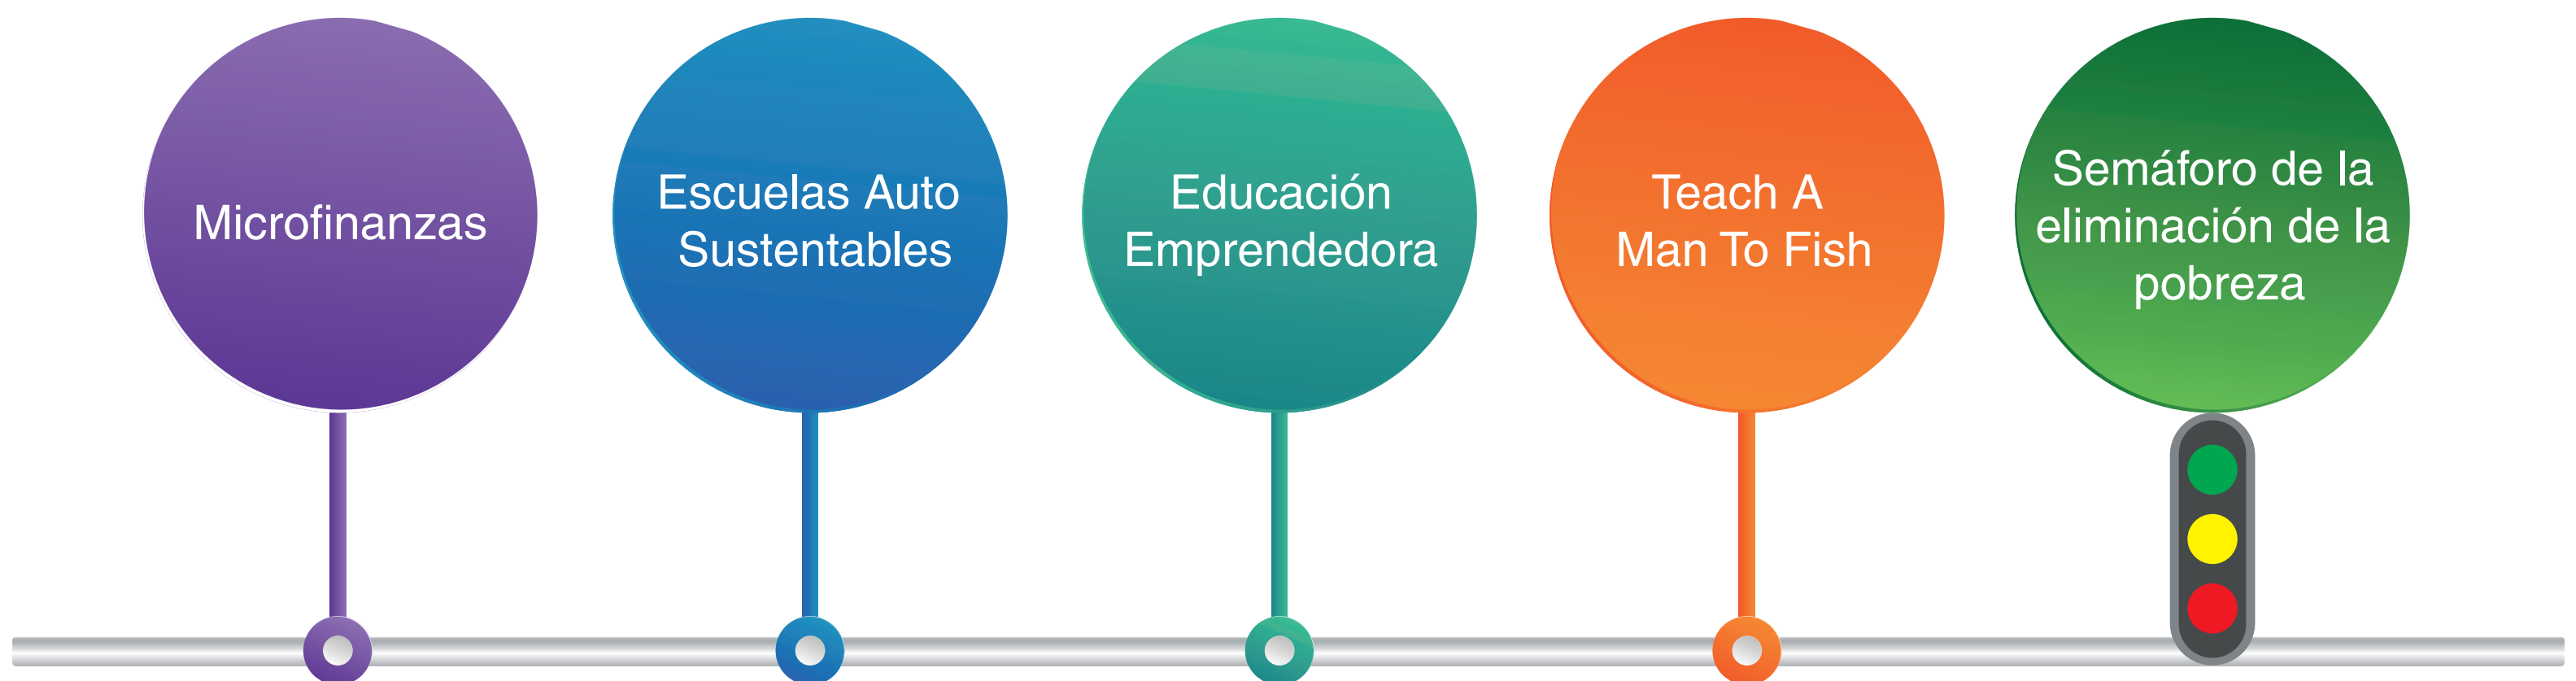 Microfinanzas
Escuelas Auto
Sustentables
Educación
Emprendedora
Teach A
Man To Fish
Semáforo de la
eliminación de la
pobreza